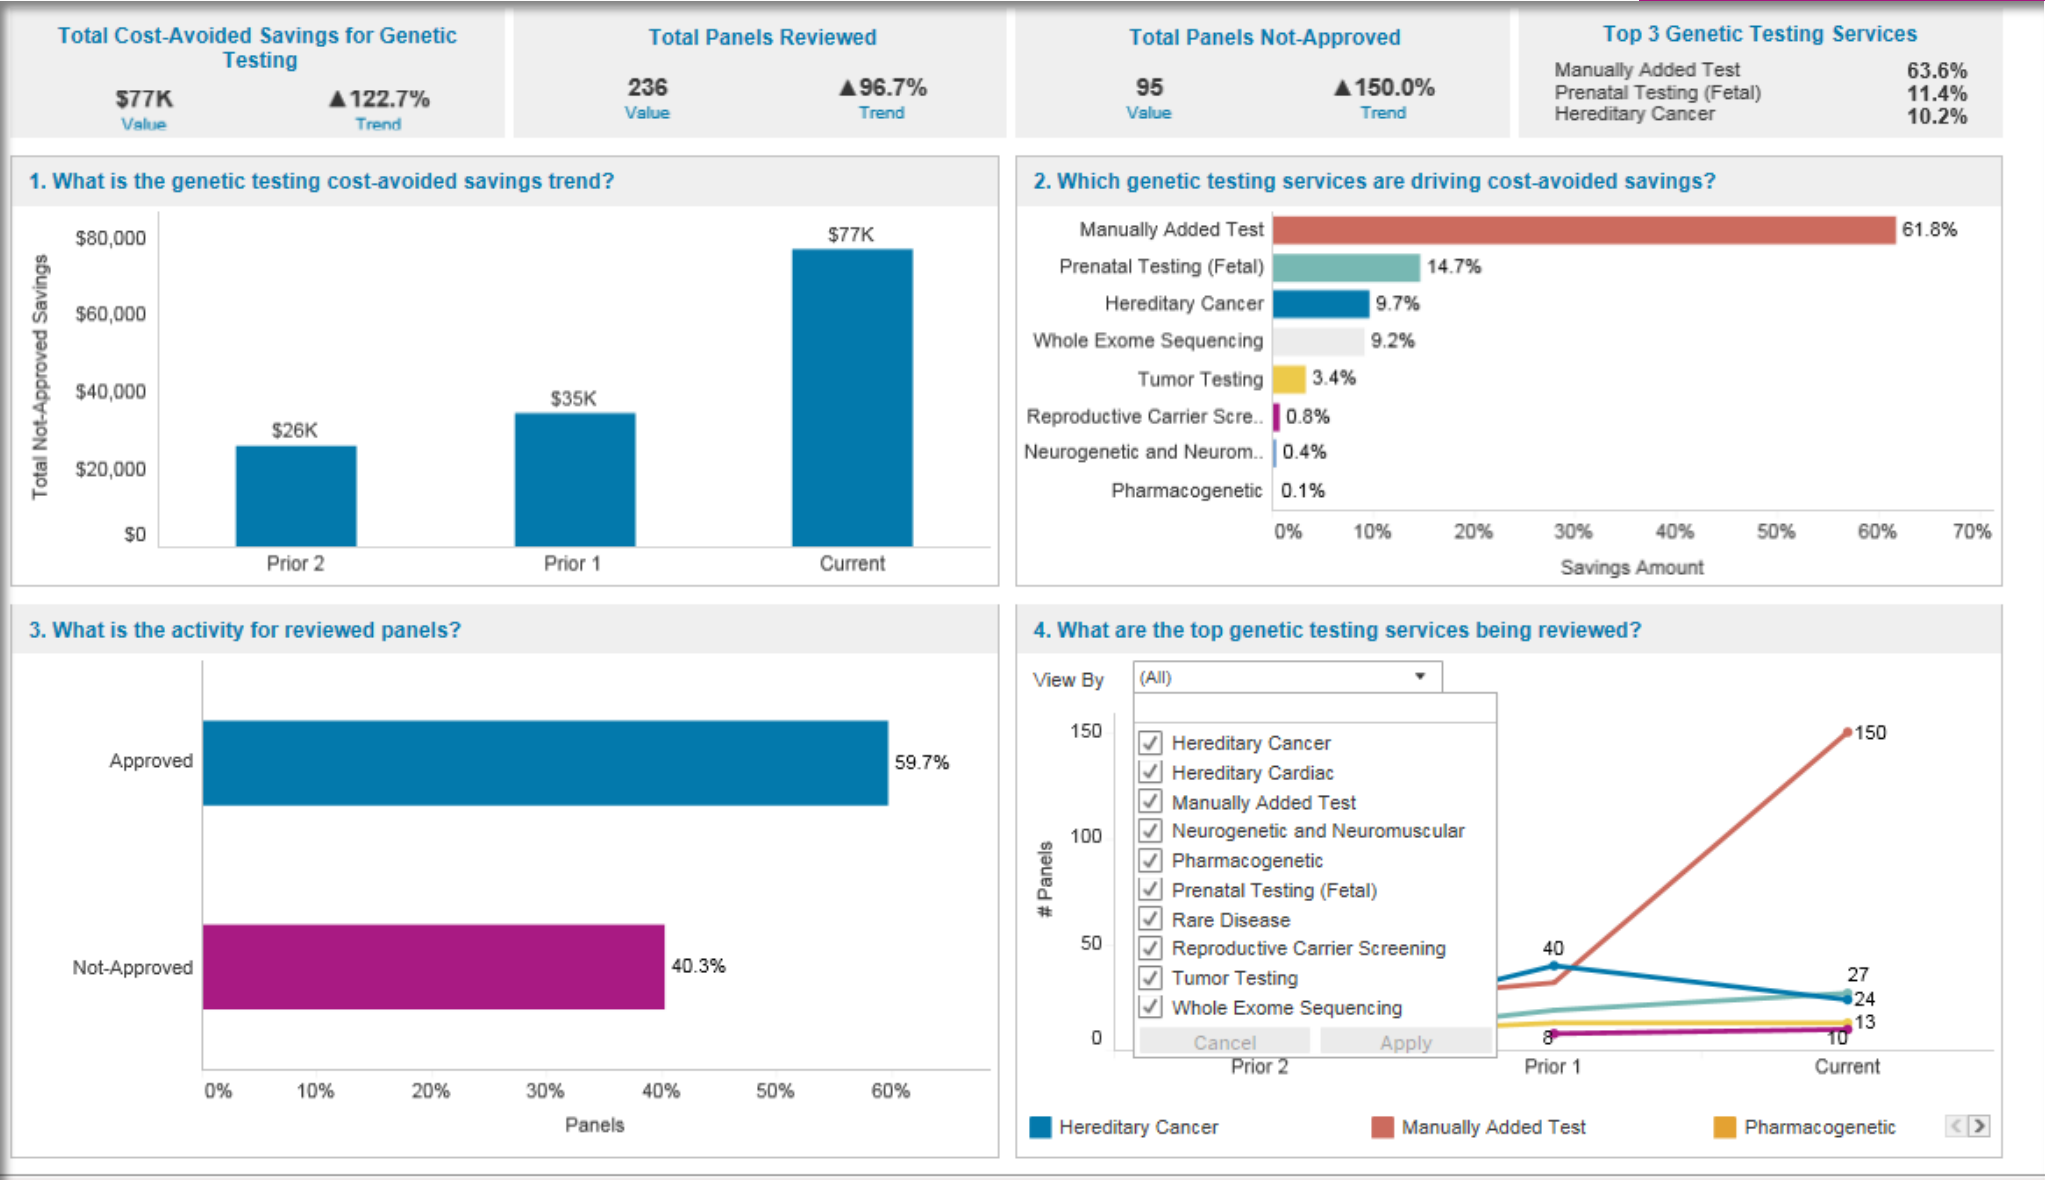 Total Cost-Avoided Savings for Genetic
Testing
$77K
▲122.7%
Value
Trend
Total Panels Reviewed
236
▲96.7%
Value
Trend
Total Panels Not-Approved
95
▲150.0%
Value
Trend
Top 3 Genetic Testing Services
Manually Added Test 63.6%
Prenatal Testing (Fetal) 11.4%
Hereditary Cancer 10.2%
1. What is the genetic testing cost-avoided savings trend?
Total Not-Approved Savings
$80,000
$60,000
$40,000
$20,000
$0
$26K
$35K
$77K
Prior 2
Prior 1
Current
2. Which genetic testing services are driving cost-avoided savings?
Manually Added Test 61.8%
Prenatal Testing (Fetal) 14.7%
Hereditary Cancer 9.7%
Whole Exome Sequencing 9.2%
Tumor Testing 3.4%
Reproductive Carrier Scre.. 0.8%
Neurogenetic and Neurom.. 0.4%
Pharmacogenetic 0.1%
0% 10% 20% 30% 40% 50% 60% 70%
Savings Amount
3. What is the activity for reviewed panels?
Approved 59.7%
Not-Approved 40.3%
0% 10% 20% 30% 40% 50% 60%
Panels
4. What are the top genetic testing services being reviewed?
View By (All)
Hereditary Cancer
Hereditary Cardiac
Manually Added Test
Neurogenetic and Neuromuscular
Pharmacogenetic
Prenatal Testing (Fetal)
Rare Disease
Reproductive Carrier Screening
Tumor Testing
Whole Exome Sequencing
Cancel Apply
# Panels
150
100
50
0
150
40
27
24
13
8
10
Prior 2
Prior 1
Current
Hereditary Cancer
Manually Added Test
Pharmacogenetic